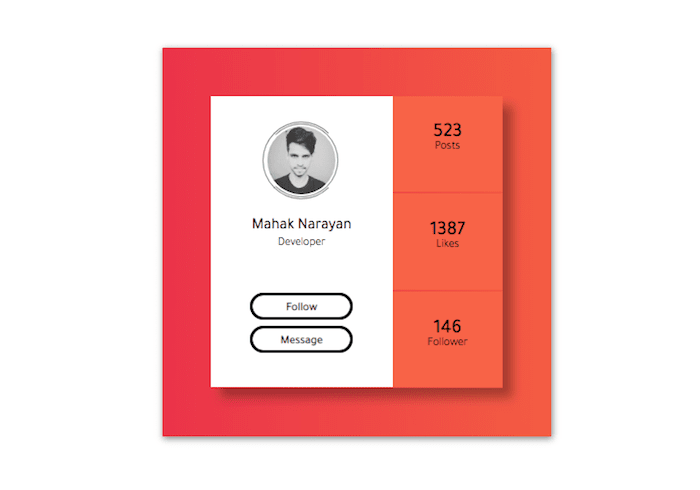 Mahak Narayan
Developer
Follow
Message
523
Posts
1387
Likes
146
Follower